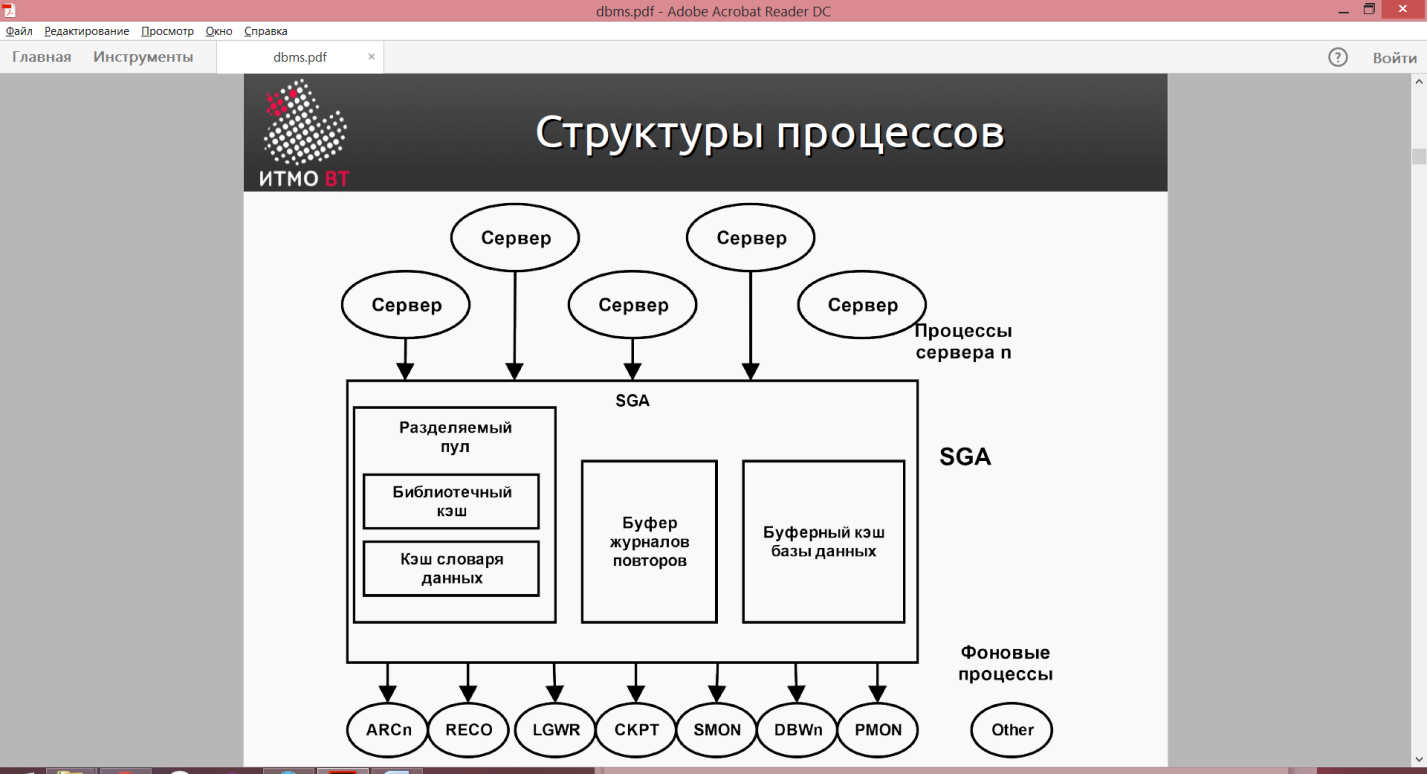 dbms.pdf - Adobe Acrobat Reader DC
Файл Редактирование Просмотр Окно Справка
Главная Инструменты dbms.pdf × ? Войти
ИТМО ВТ
Структуры процессов
Сервер
Сервер
Сервер
Сервер
Сервер
Процессы
сервера n
SGA
Разделяемый
пул
Библиотечный
кэш
Кэш словаря
данных
Буфер
журналов
повторов
Буферный кэш
базы данных
SGA
Фоновые
процессы
ARCn
RECO
LGWR
CKPT
SMON
DBWn
PMON
Other